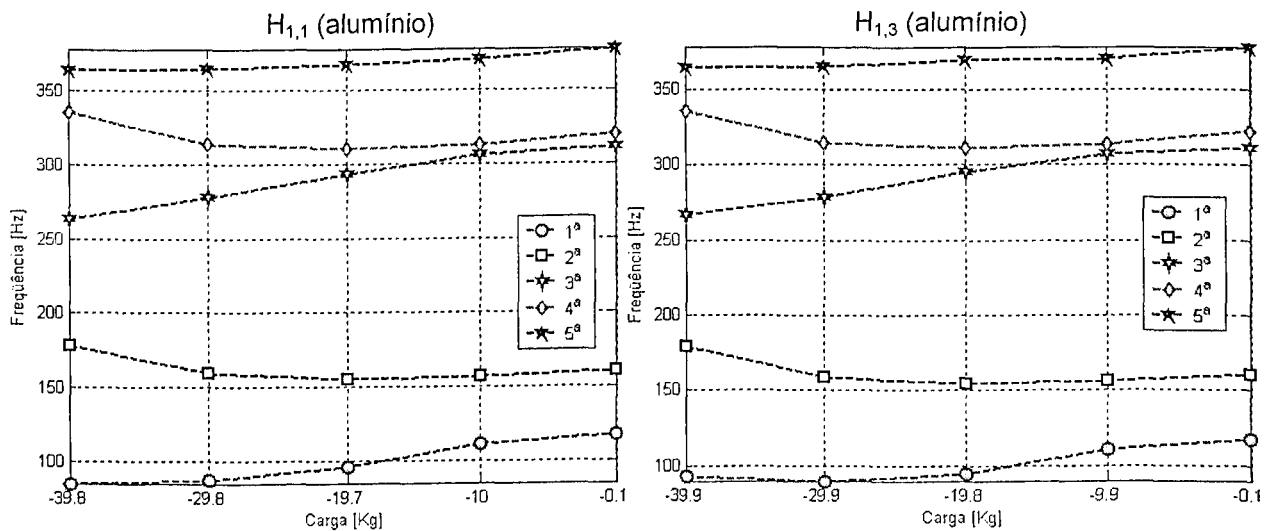 H1,1 (alumínio)
350
300
250
200
150
100
Freqüência [Hz]
-39.8
-29.8
-19.7
-10
-0.1
Carga [Kg]
1ª
2ª
3ª
4ª
5ª
H1,3 (alumínio)
350
300
250
200
150
100
Freqüência [Hz]
-39.9
-29.9
-19.8
-9.9
-0.1
Carga [Kg]
1ª
2ª
3ª
4ª
5ª